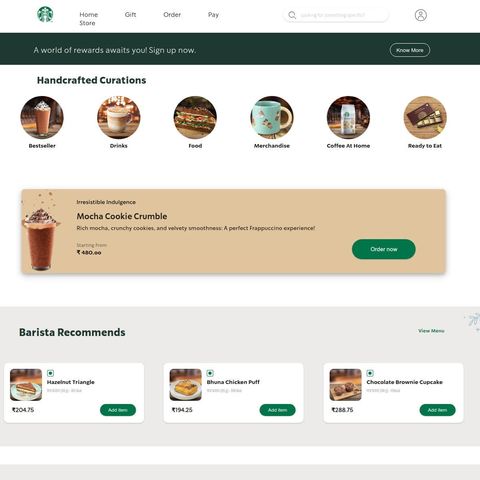 Home Gift Order Pay
Store
Looking for something specific?
A world of rewards awaits you! Sign up now.
Know More
Handcrafted Curations
Bestseller Drinks Food Merchandise Coffee At Home Ready to Eat
Irresistible Indulgence
Mocha Cookie Crumble
Rich mocha, crunchy cookies, and velvety smoothness: A perfect Frappuccino experience!
Starting From
₹ 480.00
Order now
Barista Recommends
View Menu
Hazelnut Triangle
₹204.75
Add item
Bhuna Chicken Puff
₹194.25
Add item
Chocolate Brownie Cupcake
₹288.75
Add item